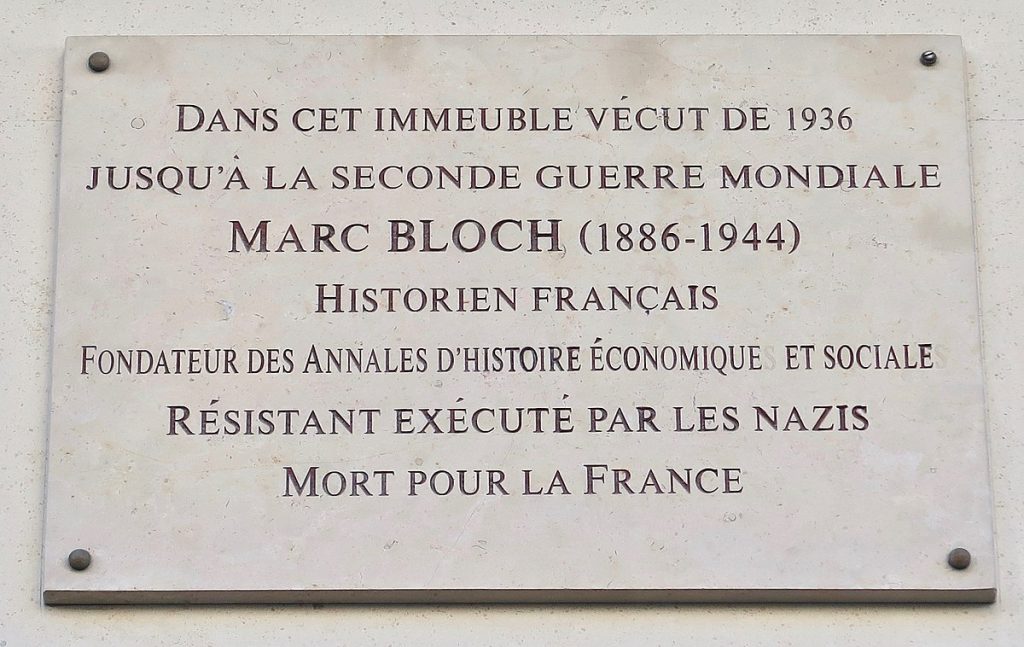 DANS CET IMMEUBLE VÉCUT DE 1936
JUSQU'À LA SECONDE GUERRE MONDIALE
MARC BLOCH (1886-1944)
HISTORIEN FRANÇAIS
FONDATEUR DES ANNALES D'HISTOIRE ÉCONOMIQUE ET SOCIALE
RÉSISTANT EXÉCUTÉ PAR LES NAZIS
MORT POUR LA FRANCE